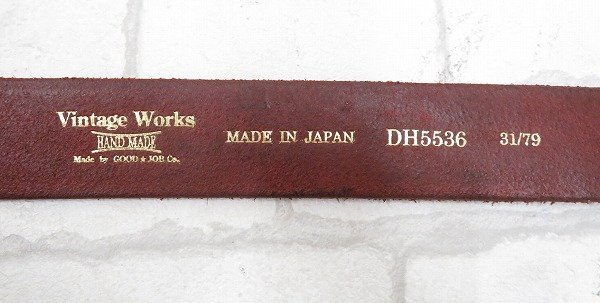 Vintage Works
HAND MADE
Made by GOOD★JOB Co.,
MADE IN JAPAN
DH5536
31/79